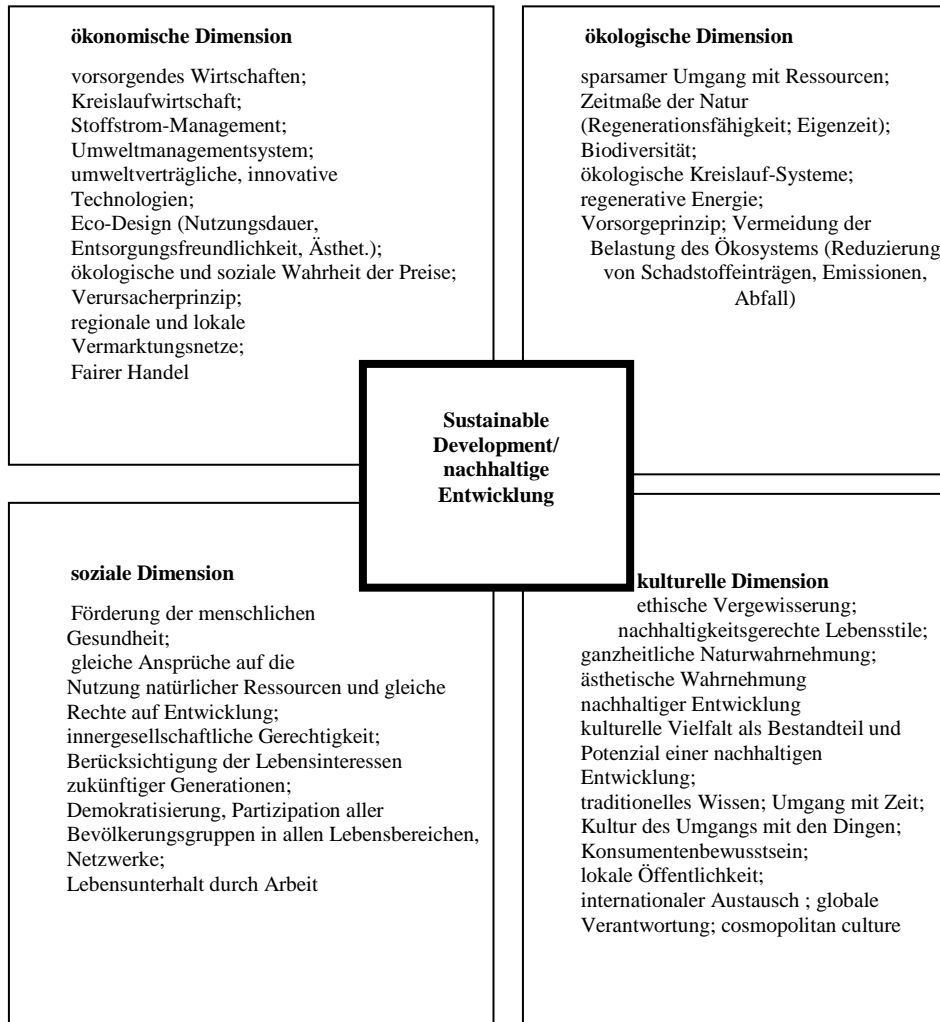 ökonomische Dimension
vorsorgendes Wirtschaften;
Kreislaufwirtschaft;
Stoffstrom-Management;
Umweltmanagementsystem;
umweltverträgliche, innovative
Technologien;
Eco-Design (Nutzungsdauer,
Entsorgungsfreundlichkeit, Ästhet.);
ökologische und soziale Wahrheit der Preise;
Verursacherprinzip;
regionale und lokale
Vermarktungsnetze;
Fairer Handel
ökologische Dimension
sparsamer Umgang mit Ressourcen;
Zeitmaße der Natur
(Regenerationsfähigkeit; Eigenzeit);
Biodiversität;
ökologische Kreislauf-Systeme;
regenerative Energie;
Vorsorgeprinzip; Vermeidung der
Belastung des Ökosystems (Reduzierung
von Schadstoffeinträgen, Emissionen,
Abfall)
Sustainable
Development/
nachhaltige
Entwicklung
soziale Dimension
Förderung der menschlichen
Gesundheit;
gleiche Ansprüche auf die
Nutzung natürlicher Ressourcen und gleiche
Rechte auf Entwicklung;
innergesellschaftliche Gerechtigkeit;
Berücksichtigung der Lebensinteressen
zukünftiger Generationen;
Demokratisierung, Partizipation aller
Bevölkerungsgruppen in allen Lebensbereichen,
Netzwerke;
Lebensunterhalt durch Arbeit
kulturelle Dimension
ethische Vergewisserung;
nachhaltigkeitsgerechte Lebensstile;
ganzheitliche Naturwahrnehmung;
ästhetische Wahrnehmung
nachhaltiger Entwicklung
kulturelle Vielfalt als Bestandteil und
Potenzial einer nachhaltigen
Entwicklung;
traditionelles Wissen; Umgang mit Zeit;
Kultur des Umgangs mit den Dingen;
Konsumentenbewusstsein;
lokale Öffentlichkeit;
internationaler Austausch ; globale
Verantwortung; cosmopolitan culture